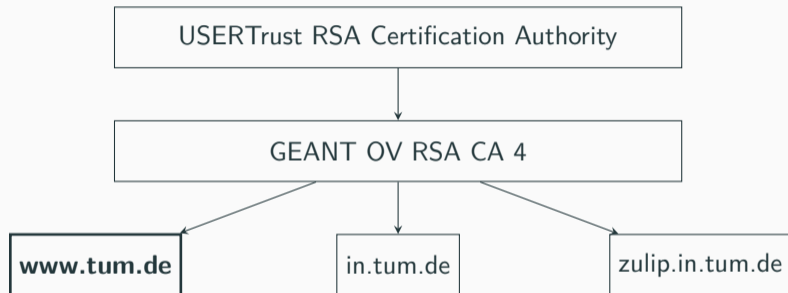 USERTrust RSA Certification Authority
GEANT OV RSA CA 4
www.tum.de
in.tum.de
zulip.in.tum.de